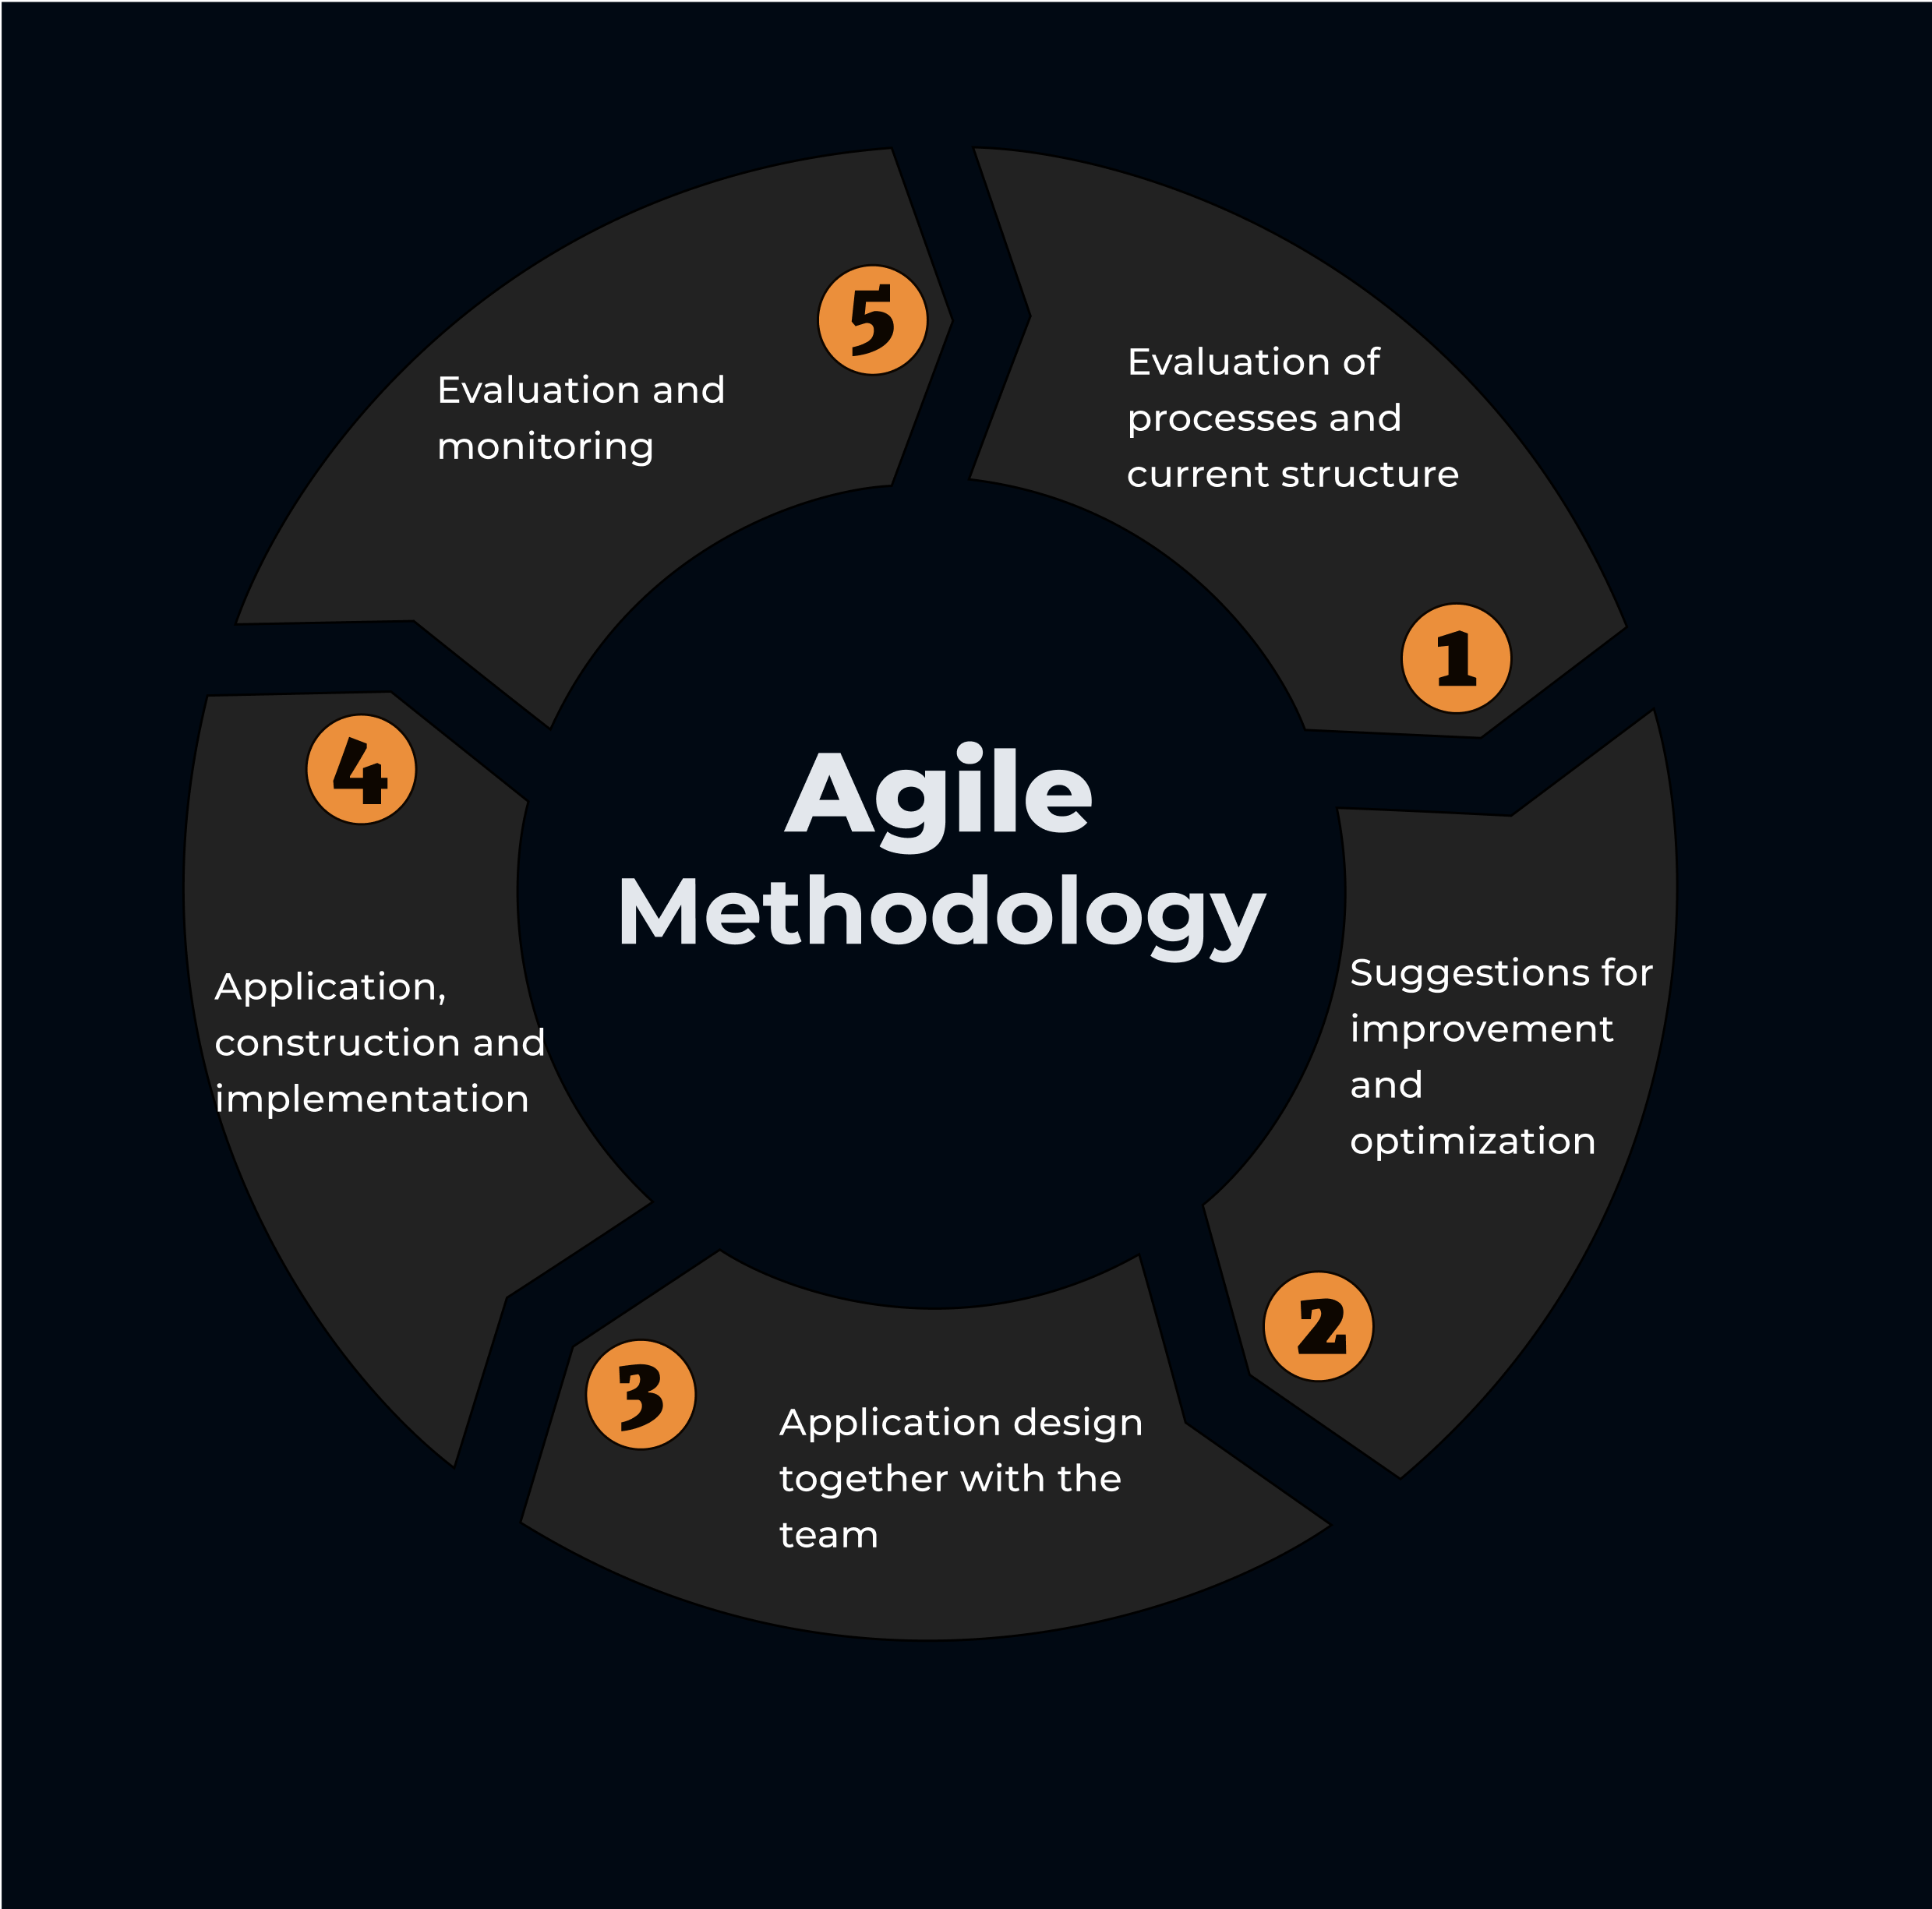 5
Evaluation and
monitoring
Evaluation of
processes and
current structure
1
4
Agile
Methodology
Application,
construction and
implementation
Suggestions for
improvement
and
optimization
2
3
Application design
together with the
team